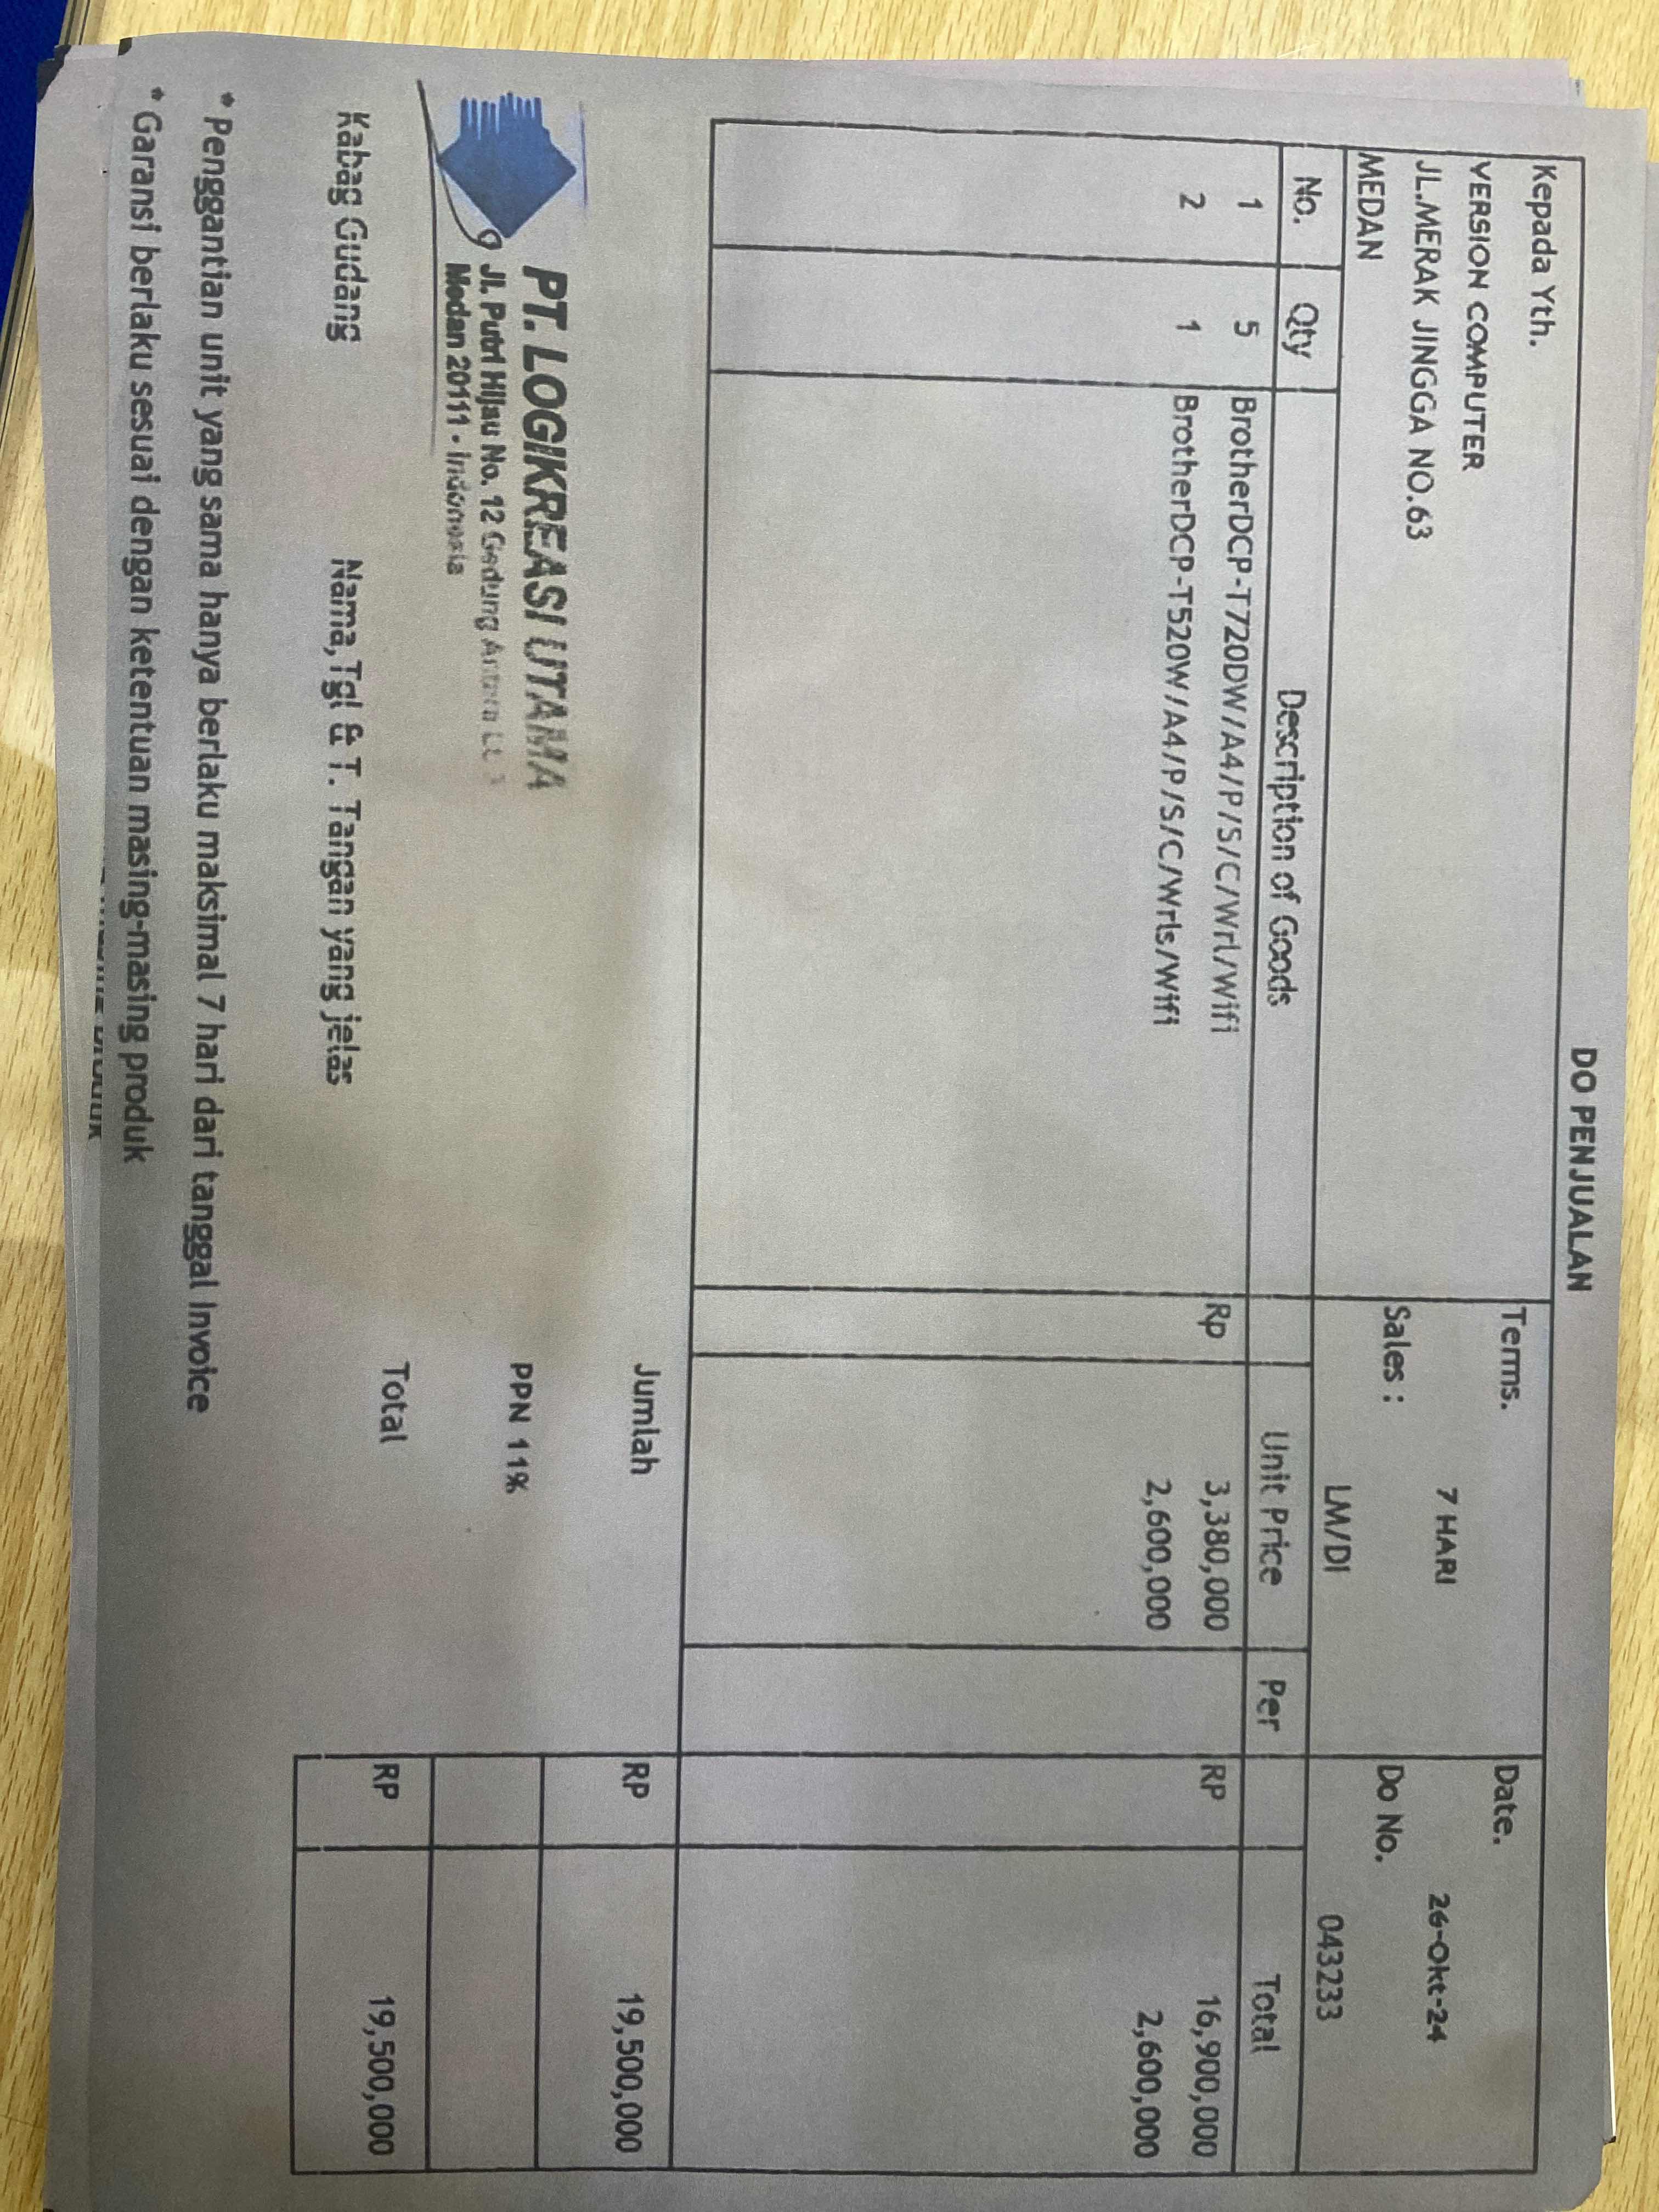 DO PENJUALAN
Kepada Yth. Terms. Date.
VERSION COMPUTER 7 HARI 26-Okt-24
JL.MERAK JINGGA NO.63 Sales : Do No.
MEDAN LM/DI 043233
No. Qty Description of Goods Unit Price Per Total
1 5 BrotherDCP-T720DW/A4/P/S/C/Wrl/Wifi Rp 3,380,000 RP 16,900,000
2 1 BrotherDCP-T520W/A4/P/S/C/Wrls/Wifi 2,600,000 2,600,000
Jumlah RP 19,500,000
PPN 11%
Total RP 19,500,000
PT. LOGIKREASI UTAMA
Jl. Putri Hijau No. 12 Gedung Antara Lt.
Medan 20111 - Indonesia
Kabag Gudang Nama,Tgl & T. Tangan yang jelas
* Penggantian unit yang sama hanya berlaku maksimal 7 hari dari tanggal Invoice
* Garansi berlaku sesuai dengan ketentuan masing-masing produk